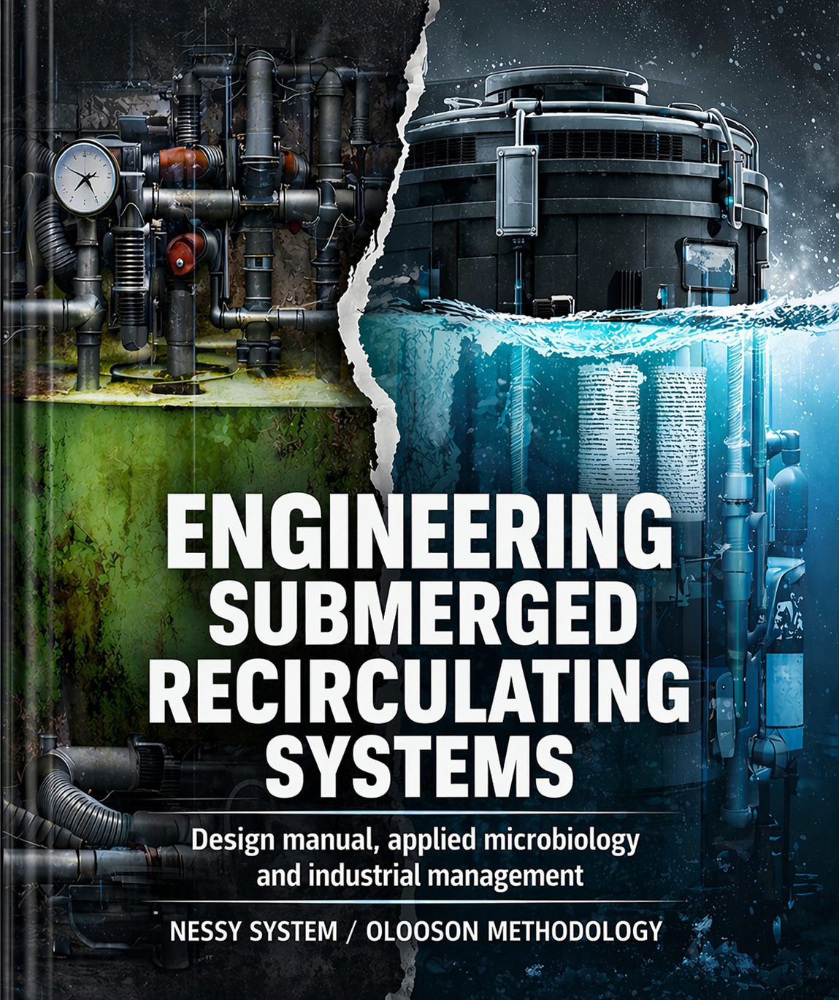 ENGINEERING
SUBMERGED
RECIRCULATING
SYSTEMS
Design manual, applied microbiology
and industrial management
NESSY SYSTEM / OLOOSON METHODOLOGY